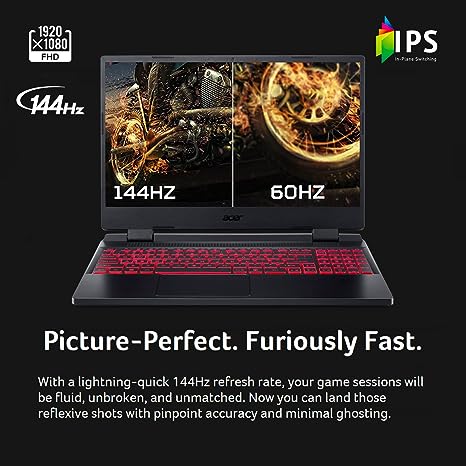 1920
×1080
FHD
IPS
In-Plane Switching
144Hz
144HZ
60HZ
acer
Picture-Perfect. Furiously Fast.
With a lightning-quick 144Hz refresh rate, your game sessions will
be fluid, unbroken, and unmatched. Now you can land those
reflexive shots with pinpoint accuracy and minimal ghosting.